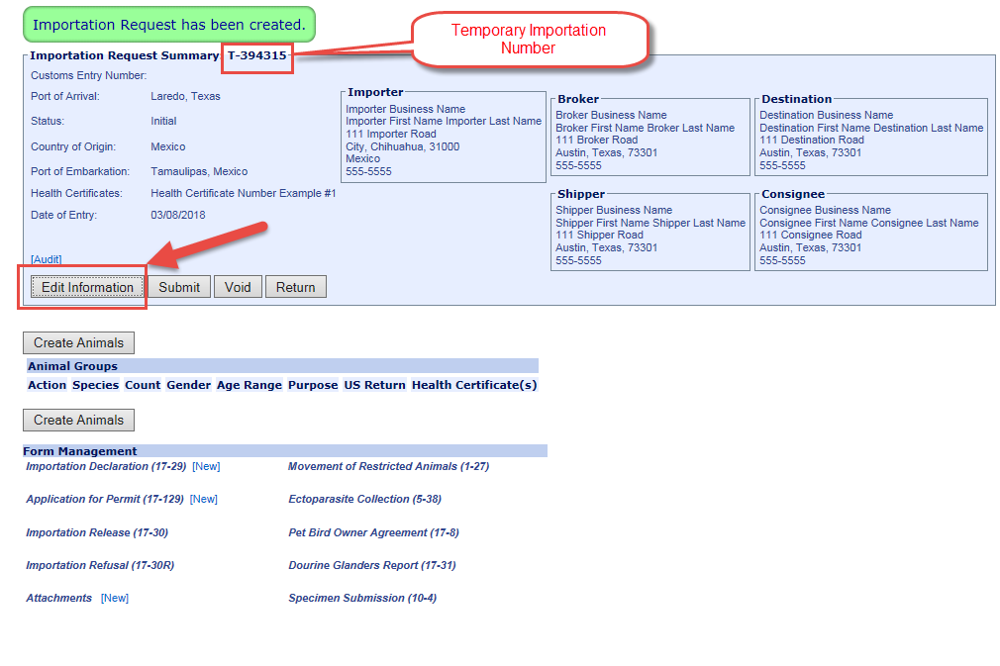 Importation Request has been created.
Temporary Importation
Number
Importation Request Summary: T-394315
Customs Entry Number:
Port of Arrival: Laredo, Texas
Status: Initial
Country of Origin: Mexico
Port of Embarkation: Tamaulipas, Mexico
Health Certificates: Health Certificate Number Example #1
Date of Entry: 03/08/2018
[Audit]
Importer
Importer Business Name
Importer First Name Importer Last Name
111 Importer Road
City, Chihuahua, 31000
Mexico
555-5555
Broker
Broker Business Name
Broker First Name Broker Last Name
111 Broker Road
Austin, Texas, 73301
555-5555
Destination
Destination Business Name
Destination First Name Destination Last Name
111 Destination Road
Austin, Texas, 73301
555-5555
Shipper
Shipper Business Name
Shipper First Name Shipper Last Name
111 Shipper Road
Austin, Texas, 73301
555-5555
Consignee
Consignee Business Name
Consignee First Name Consignee Last Name
111 Consignee Road
Austin, Texas, 73301
555-5555
Edit Information Submit Void Return
Create Animals
Animal Groups
Action Species Count Gender Age Range Purpose US Return Health Certificate(s)
Create Animals
Form Management
Importation Declaration (17-29) [New] Movement of Restricted Animals (1-27)
Application for Permit (17-129) [New] Ectoparasite Collection (5-38)
Importation Release (17-30) Pet Bird Owner Agreement (17-8)
Importation Refusal (17-30R) Dourine Glanders Report (17-31)
Attachments [New] Specimen Submission (10-4)